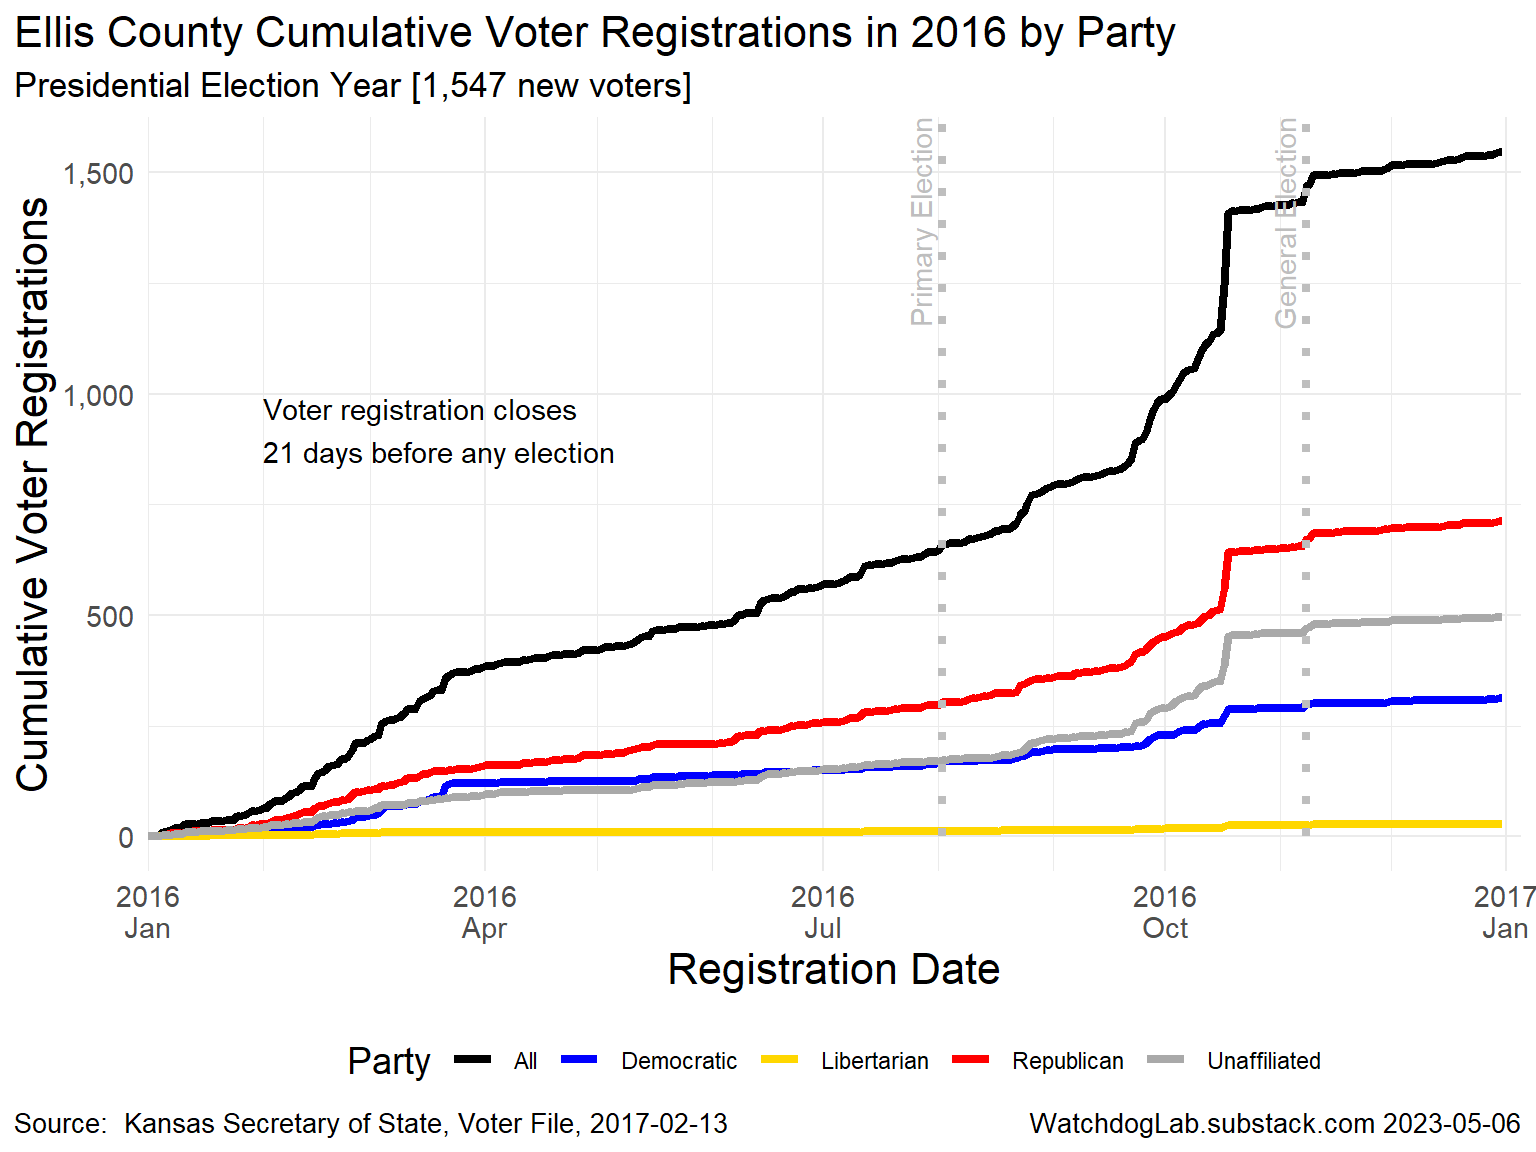 Ellis County Cumulative Voter Registrations in 2016 by Party
Presidential Election Year [1,547 new voters]
Cumulative Voter Registrations
1,500
1,000
500
0
Voter registration closes
21 days before any election
Primary Election
General Election
2016
Jan
2016
Apr
2016
Jul
2016
Oct
2017
Jan
Registration Date
Party All Democratic Libertarian Republican Unaffiliated
Source:  Kansas Secretary of State, Voter File, 2017-02-13
WatchdogLab.substack.com 2023-05-06